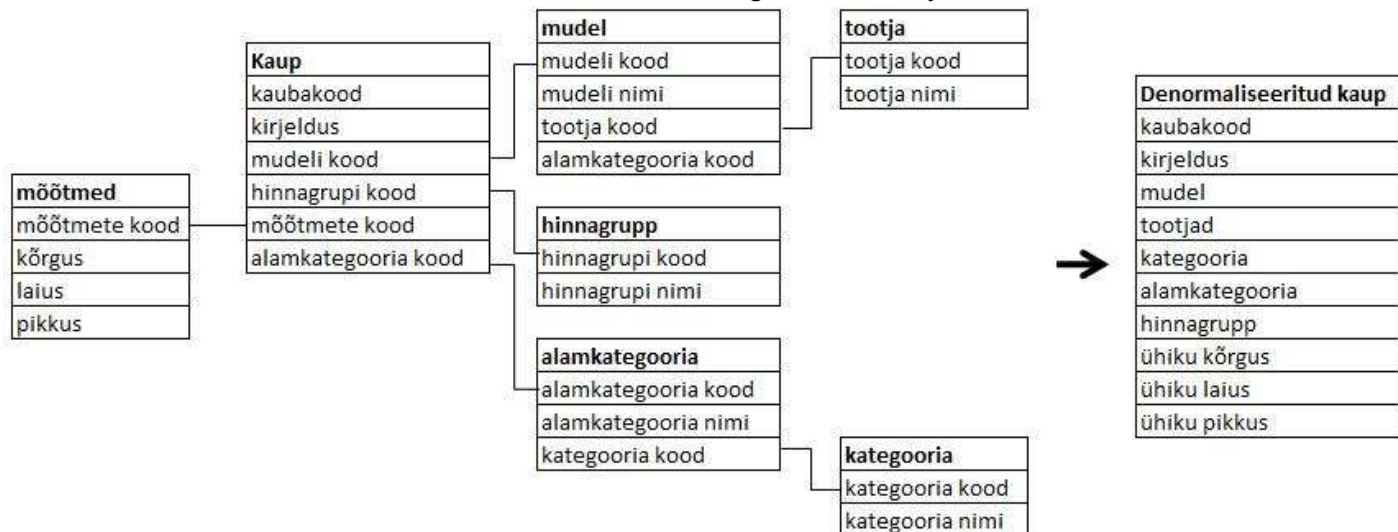 mõõtmed
mõõtmete kood
kõrgus
laius
pikkus
Kaup
kaubakood
kirjeldus
mudeli kood
hinnagrupi kood
mõõtmete kood
alamkategooria kood
mudel
mudeli kood
mudeli nimi
tootja kood
alamkategooria kood
hinnagrupp
hinnagrupi kood
hinnagrupi nimi
alamkategooria
alamkategooria kood
alamkategooria nimi
kategooria kood
tootja
tootja kood
tootja nimi
kategooria
kategooria kood
kategooria nimi
Denormaliseeritud kaup
kaubakood
kirjeldus
mudel
tootjad
kategooria
alamkategooria
hinnagrupp
ühiku kõrgus
ühiku laius
ühiku pikkus